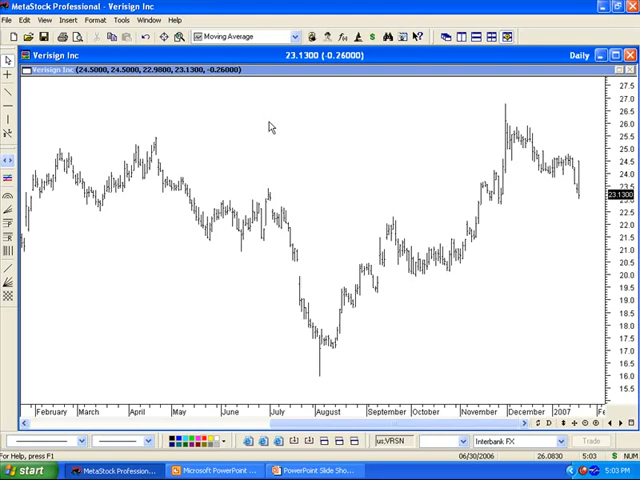 MetaStock Professional - Verisign Inc
File Edit View Insert Format Tools Window Help
Moving Average
Verisign Inc 23.1300 (-0.26000) Daily
Verisign Inc (24.5000, 24.5000, 22.9800, 23.1300, -0.26000)
27.5
27.0
26.5
26.0
25.5
25.0
24.5
24.0
23.5
23.1300
22.5
22.0
21.5
21.0
20.5
20.0
19.5
19.0
18.5
18.0
17.5
17.0
16.5
16.0
15.5
February March April May June July August September October November December 2007 Fe
us;VRSN Interbank FX Trade
For Help, press F1 06/30/2006 26.0830 5:03 NUM
start MetaStock Profession... Microsoft PowerPoint ... PowerPoint Slide Sho... 5:03 PM